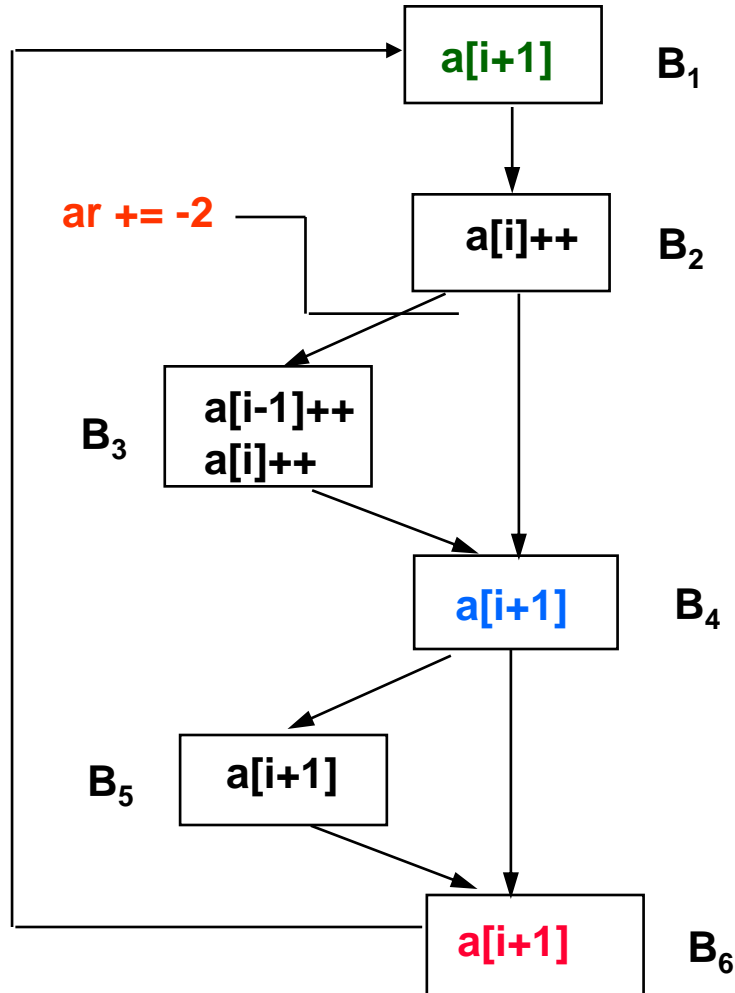 a[i+1]
B₁
ar += -2
a[i]++
B₂
a[i-1]++
a[i]++
B₃
a[i+1]
B₄
a[i+1]
B₅
a[i+1]
B₆